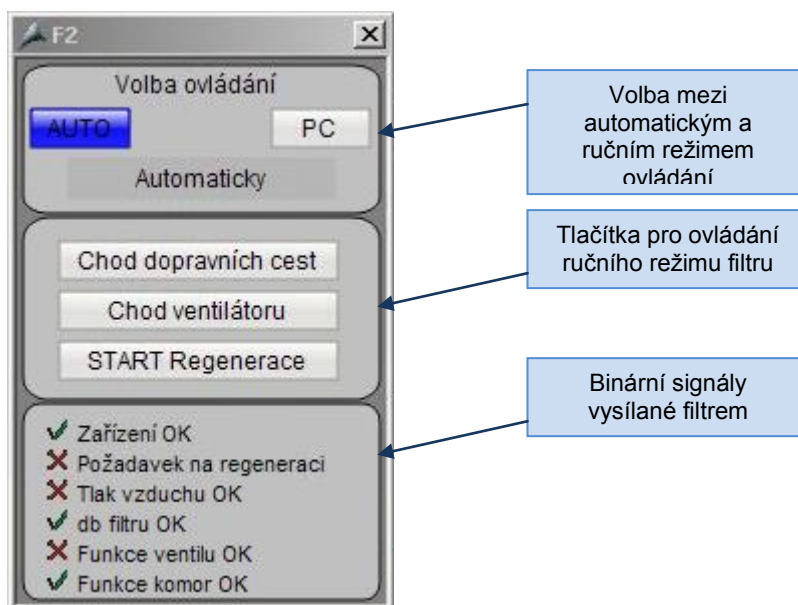 F2
Volba ovládání
AUTO
PC
Automaticky
Chod dopravních cest
Chod ventilátoru
START Regenerace
Zařízení OK
Požadavek na regeneraci
Tlak vzduchu OK
db filtru OK
Funkce ventilu OK
Funkce komor OK
Volba mezi
automatickým a
ručním režimem
ovládání
Tlačítka pro ovládání
ručního režimu filtru
Binární signály
vysílané filtrem